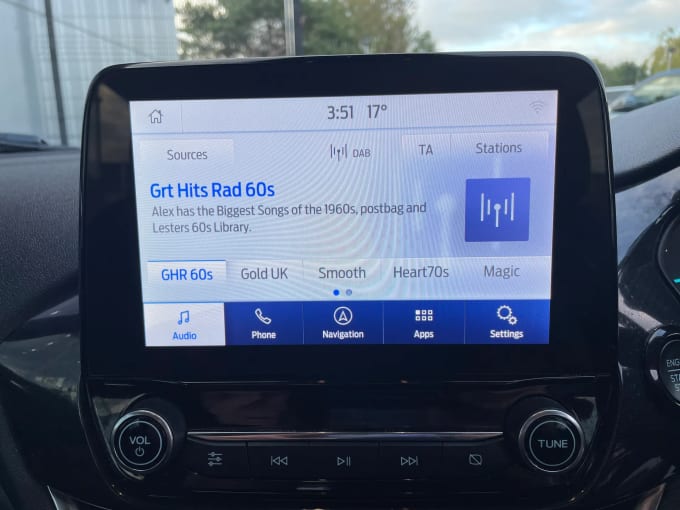 3:51 17°
Sources DAB TA Stations
Grt Hits Rad 60s
Alex has the Biggest Songs of the 1960s, postbag and
Lesters 60s Library.
GHR 60s Gold UK Smooth Heart70s Magic
Audio Phone Navigation Apps Settings
VOL TUNE